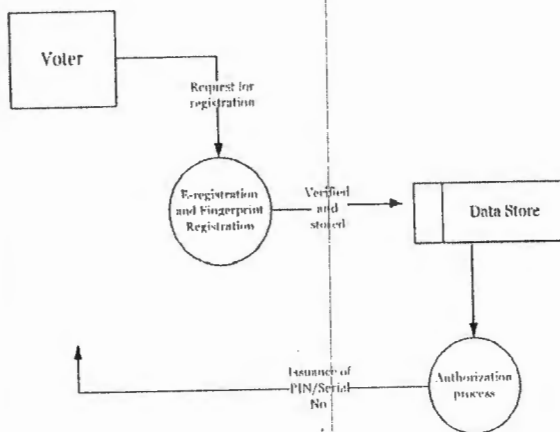 Voter
Request for
registration
E-registration
and Fingerprint
Registration
Verified
and
stored
Data Store
Issuance of
PIN/Serial
No
Authorization
process